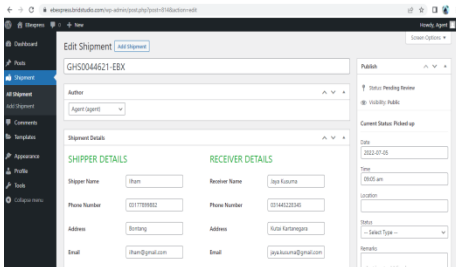 ebexpress.birdstudio.com/wp-admin/post.php?post=814&action=edit
Ebexpress 0 + New Howdy, Agent
Screen Options
Dashboard
Posts
Shipment
All Shipment
Add Shipment
Comments
Templates
Appearance
Profile
Tools
Collapse menu
Edit Shipment Add Shipment
GHS0044621-EBX
Author
Agent (agent)
Shipment Details
SHIPPER DETAILS
Shipper Name Ilham
Phone Number
Address Bontang
Email ilham@gmail.com
RECEIVER DETAILS
Receiver Name Jaya Kusuma
Phone Number
Address Kutai Kartanegara
Email jaya.kusuma@gmail.com
Publish
Status: Pending Review
Visibility: Public
Current Status: Picked up
Date
2022-07-05
Time
09:05 am
Location
Status
-- Select Type --
Remarks